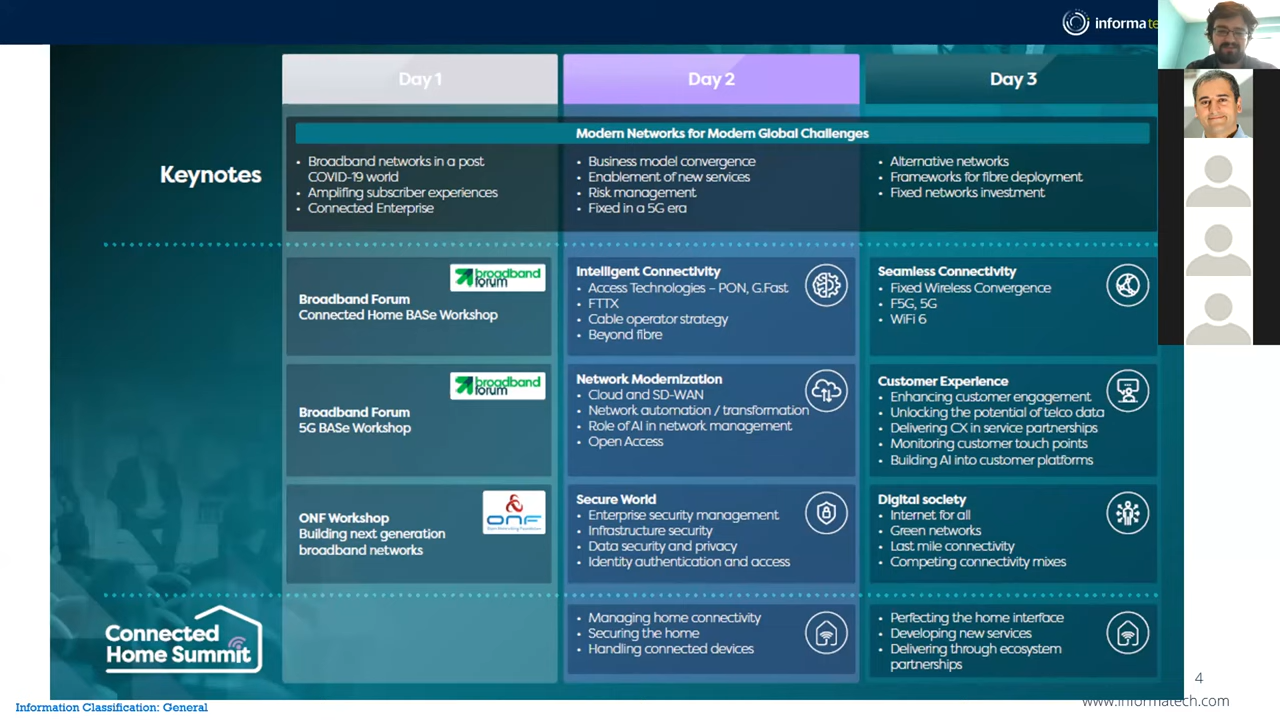 informa te
Day 1
Day 2
Day 3
Keynotes
Modern Networks for Modern Global Challenges
• Broadband networks in a post
COVID-19 world
• Amplifing subscriber experiences
• Connected Enterprise
• Business model convergence
• Enablement of new services
• Risk management
• Fixed in a 5G era
• Alternative networks
• Frameworks for fibre deployment
• Fixed networks investment
broadband
forum
Broadband Forum
Connected Home BASe Workshop
Intelligent Connectivity
• Access Technologies – PON, G.Fast
• FTTX
• Cable operator strategy
• Beyond fibre
Seamless Connectivity
• Fixed Wireless Convergence
• F5G, 5G
• WiFi 6
broadband
forum
Broadband Forum
5G BASe Workshop
Network Modernization
• Cloud and SD-WAN
• Network automation / transformation
• Role of AI in network management
• Open Access
Customer Experience
• Enhancing customer engagement
• Unlocking the potential of telco data
• Delivering CX in service partnerships
• Monitoring customer touch points
• Building AI into customer platforms
ONF
ONF Workshop
Building next generation
broadband networks
Secure World
• Enterprise security management
• Infrastructure security
• Data security and privacy
• Identity authentication and access
Digital society
• Internet for all
• Green networks
• Last mile connectivity
• Competing connectivity mixes
Connected
Home Summit
• Managing home connectivity
• Securing the home
• Handling connected devices
• Perfecting the home interface
• Developing new services
• Delivering through ecosystem
partnerships
4
www.informatech.com
Information Classification: General